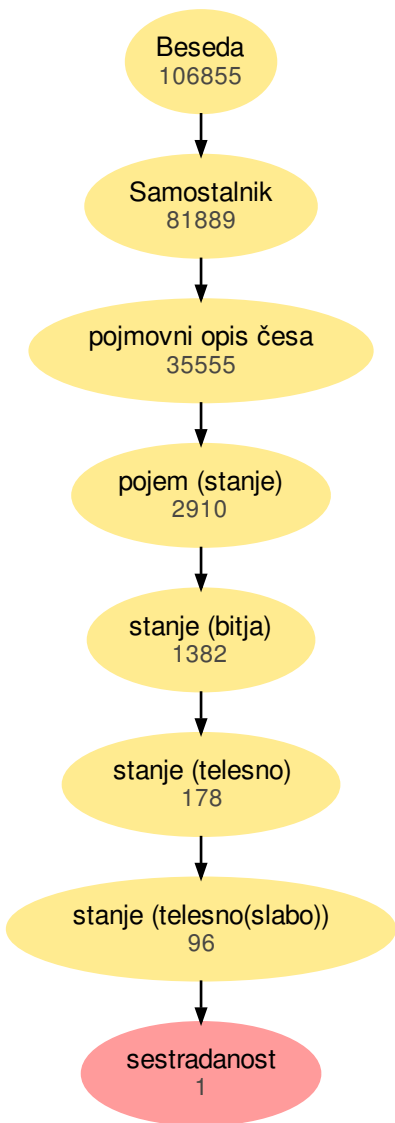 Beseda
106855
Samostalnik
81889
pojmovni opis česa
35555
pojem (stanje)
2910
stanje (bitja)
1382
stanje (telesno)
178
stanje (telesno(slabo))
96
sestradanost
1